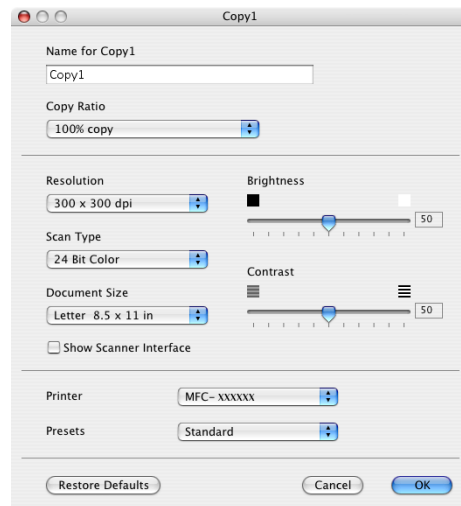 Copy1
Name for Copy1
Copy1
Copy Ratio
100% copy
Resolution
300 x 300 dpi
Scan Type
24 Bit Color
Document Size
Letter 8.5 x 11 in
Show Scanner Interface
Brightness
50
Contrast
50
Printer
MFC- xxxxxx
Presets
Standard
Restore Defaults
Cancel
OK